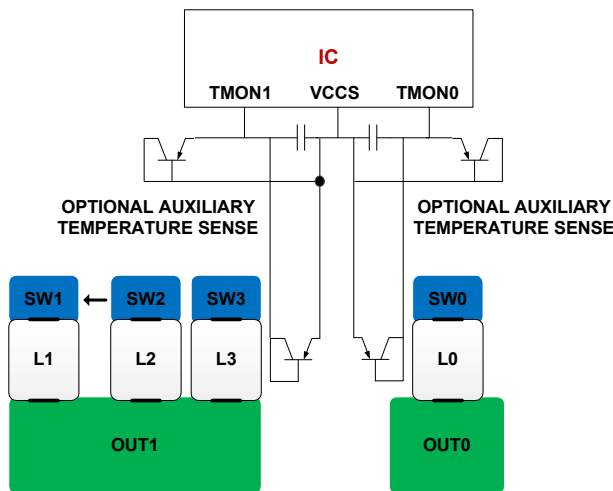 IC
TMON1 VCCS TMON0
OPTIONAL AUXILIARY
TEMPERATURE SENSE
OPTIONAL AUXILIARY
TEMPERATURE SENSE
SW1 SW2 SW3 SW0
L1 L2 L3 L0
OUT1 OUT0